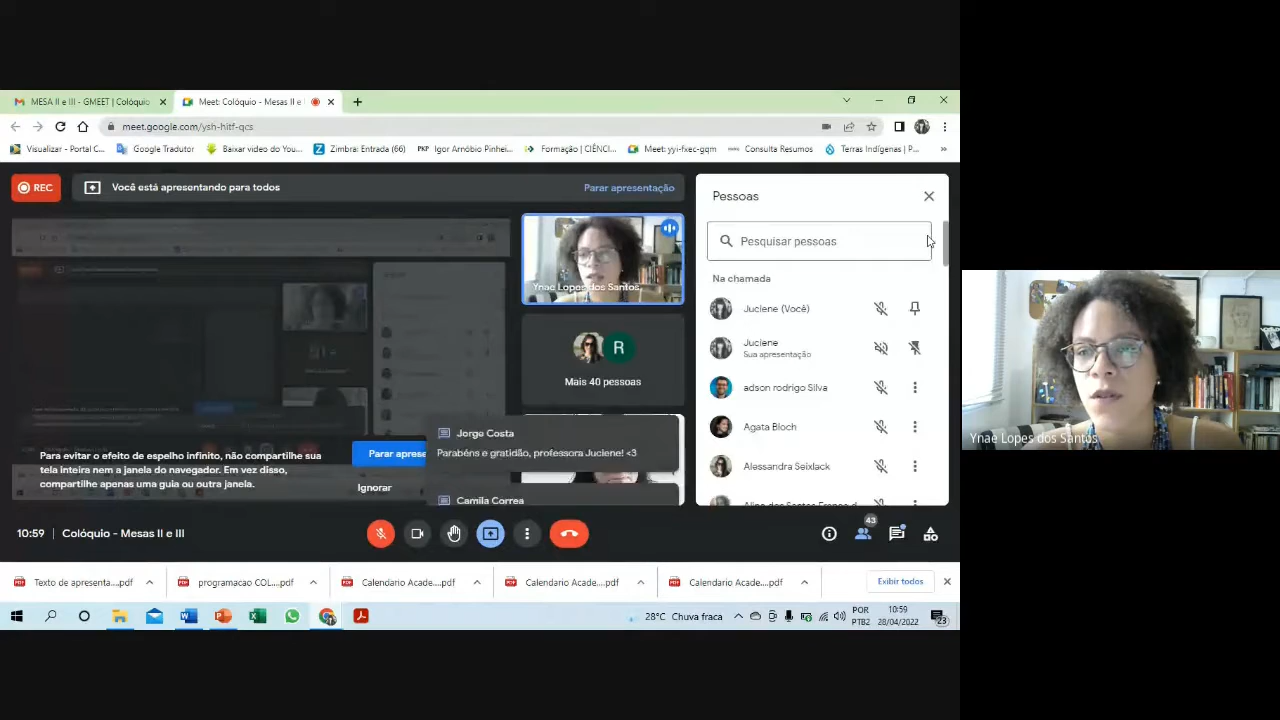 MESA II e III - GMEET | Colóquio
Meet: Colóquio - Mesas II e
meet.google.com/ysh-hitf-qcs
Visualizar - Portal C...
Google Tradutor
Baixar video do You...
Zimbra: Entrada (66)
PKP Igor Arnóbio Pinhei...
Formação | CIÊNCI...
Meet: yyi-fxec-gqm
Consulta Resumos
Terras Indígenas | P...
REC
Você está apresentando para todos
Parar apresentação
Ynaê Lopes dos Santos
R
Mais 40 pessoas
Para evitar o efeito de espelho infinito, não compartilhe sua
tela inteira nem a janela do navegador. Em vez disso,
compartilhe apenas uma guia ou outra janela.
Parar aprese
Ignorar
Jorge Costa
Parabéns e gratidão, professora Juciene! <3
Camila Correa
Pessoas
Pesquisar pessoas
Na chamada
Juciene (Você)
Juciene
Sua apresentação
adson rodrigo Silva
Agata Bloch
Alessandra Seixlack
10:59
Colóquio - Mesas II e III
43
Texto de apresenta....pdf
programacao COL....pdf
Calendario Acade....pdf
Calendario Acade....pdf
Calendario Acade....pdf
Exibir todos
28°C Chuva fraca
POR
PTB2
10:59
28/04/2022
23
Ynaê Lopes dos Santos